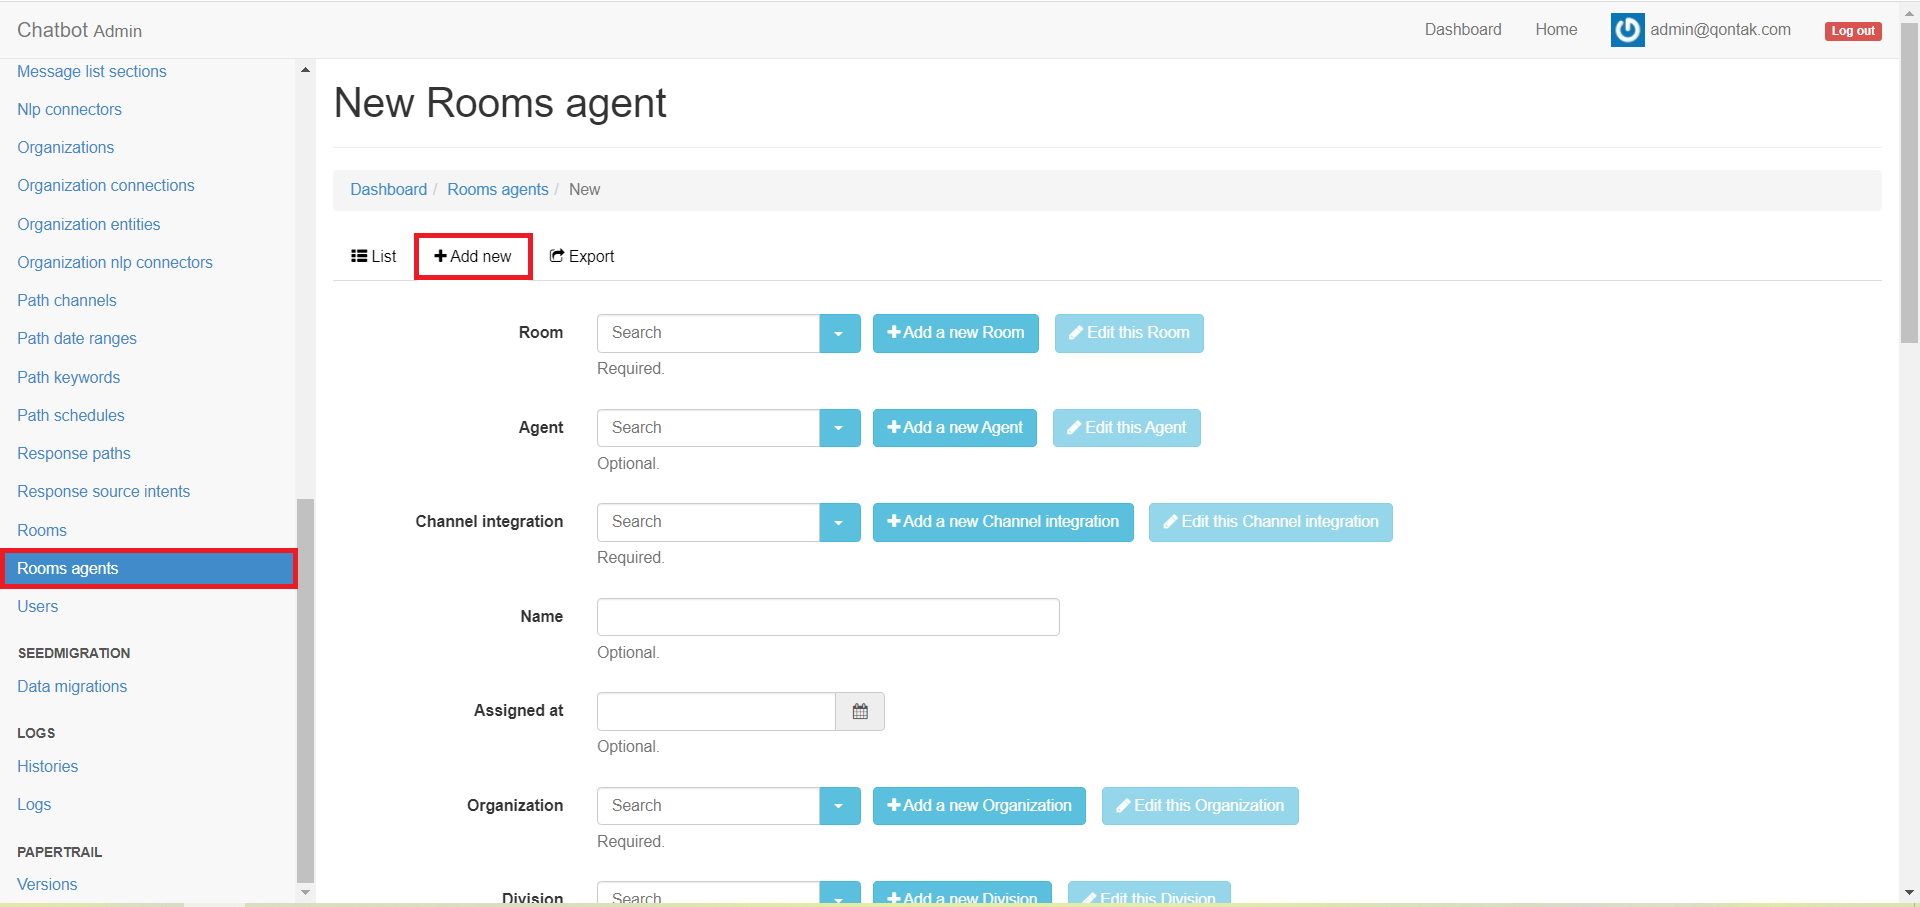 Chatbot Admin
Dashboard
Home
admin@qontak.com
Log out
Message list sections
Nlp connectors
Organizations
Organization connections
Organization entities
Organization nlp connectors
Path channels
Path date ranges
Path keywords
Path schedules
Response paths
Response source intents
Rooms
Rooms agents
Users
SEEDMIGRATION
Data migrations
LOGS
Histories
Logs
PAPERTRAIL
Versions
New Rooms agent
Dashboard / Rooms agents / New
List
Add new
Export
Room Search Add a new Room Edit this Room
Required.
Agent Search Add a new Agent Edit this Agent
Optional.
Channel integration Search Add a new Channel integration Edit this Channel integration
Required.
Name
Optional.
Assigned at
Optional.
Organization Search Add a new Organization Edit this Organization
Required.
Division Search Add a new Division Edit this Division